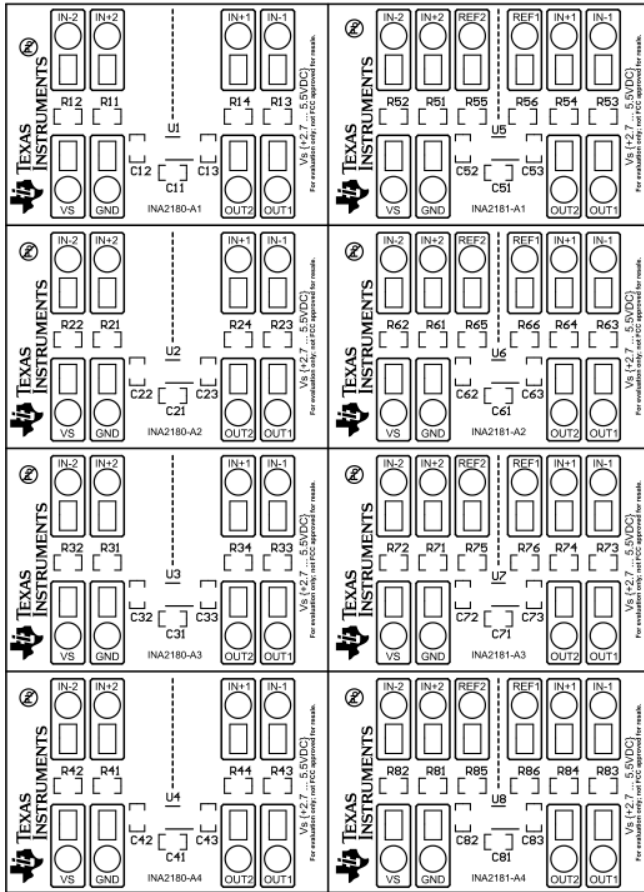 IN-2 IN+2 IN+1 IN-1
R12 R11 R14 R13
U1
C12 C13
C11
VS GND INA2180-A1 OUT2 OUT1
TEXAS
INSTRUMENTS
Pb
Vs {+2.7 ... 5.5VDC}
For evaluation only; not FCC approved for resale.
IN-2 IN+2 REF2 REF1 IN+1 IN-1
R52 R51 R55 R56 R54 R53
U5
C52 C53
C51
VS GND INA2181-A1 OUT2 OUT1
TEXAS
INSTRUMENTS
Pb
Vs {+2.7 ... 5.5VDC}
For evaluation only; not FCC approved for resale.
IN-2 IN+2 IN+1 IN-1
R22 R21 R24 R23
U2
C22 C23
C21
VS GND INA2180-A2 OUT2 OUT1
TEXAS
INSTRUMENTS
Pb
Vs {+2.7 ... 5.5VDC}
For evaluation only; not FCC approved for resale.
IN-2 IN+2 REF2 REF1 IN+1 IN-1
R62 R61 R65 R66 R64 R63
U6
C62 C63
C61
VS GND INA2181-A2 OUT2 OUT1
TEXAS
INSTRUMENTS
Pb
Vs {+2.7 ... 5.5VDC}
For evaluation only; not FCC approved for resale.
IN-2 IN+2 IN+1 IN-1
R32 R31 R34 R33
U3
C32 C33
C31
VS GND INA2180-A3 OUT2 OUT1
TEXAS
INSTRUMENTS
Pb
Vs {+2.7 ... 5.5VDC}
For evaluation only; not FCC approved for resale.
IN-2 IN+2 REF2 REF1 IN+1 IN-1
R72 R71 R75 R76 R74 R73
U7
C72 C73
C71
VS GND INA2181-A3 OUT2 OUT1
TEXAS
INSTRUMENTS
Pb
Vs {+2.7 ... 5.5VDC}
For evaluation only; not FCC approved for resale.
IN-2 IN+2 IN+1 IN-1
R42 R41 R44 R43
U4
C42 C43
C41
VS GND INA2180-A4 OUT2 OUT1
TEXAS
INSTRUMENTS
Pb
Vs {+2.7 ... 5.5VDC}
For evaluation only; not FCC approved for resale.
IN-2 IN+2 REF2 REF1 IN+1 IN-1
R82 R81 R85 R86 R84 R83
U8
C82 C83
C81
VS GND INA2181-A4 OUT2 OUT1
TEXAS
INSTRUMENTS
Pb
Vs {+2.7 ... 5.5VDC}
For evaluation only; not FCC approved for resale.